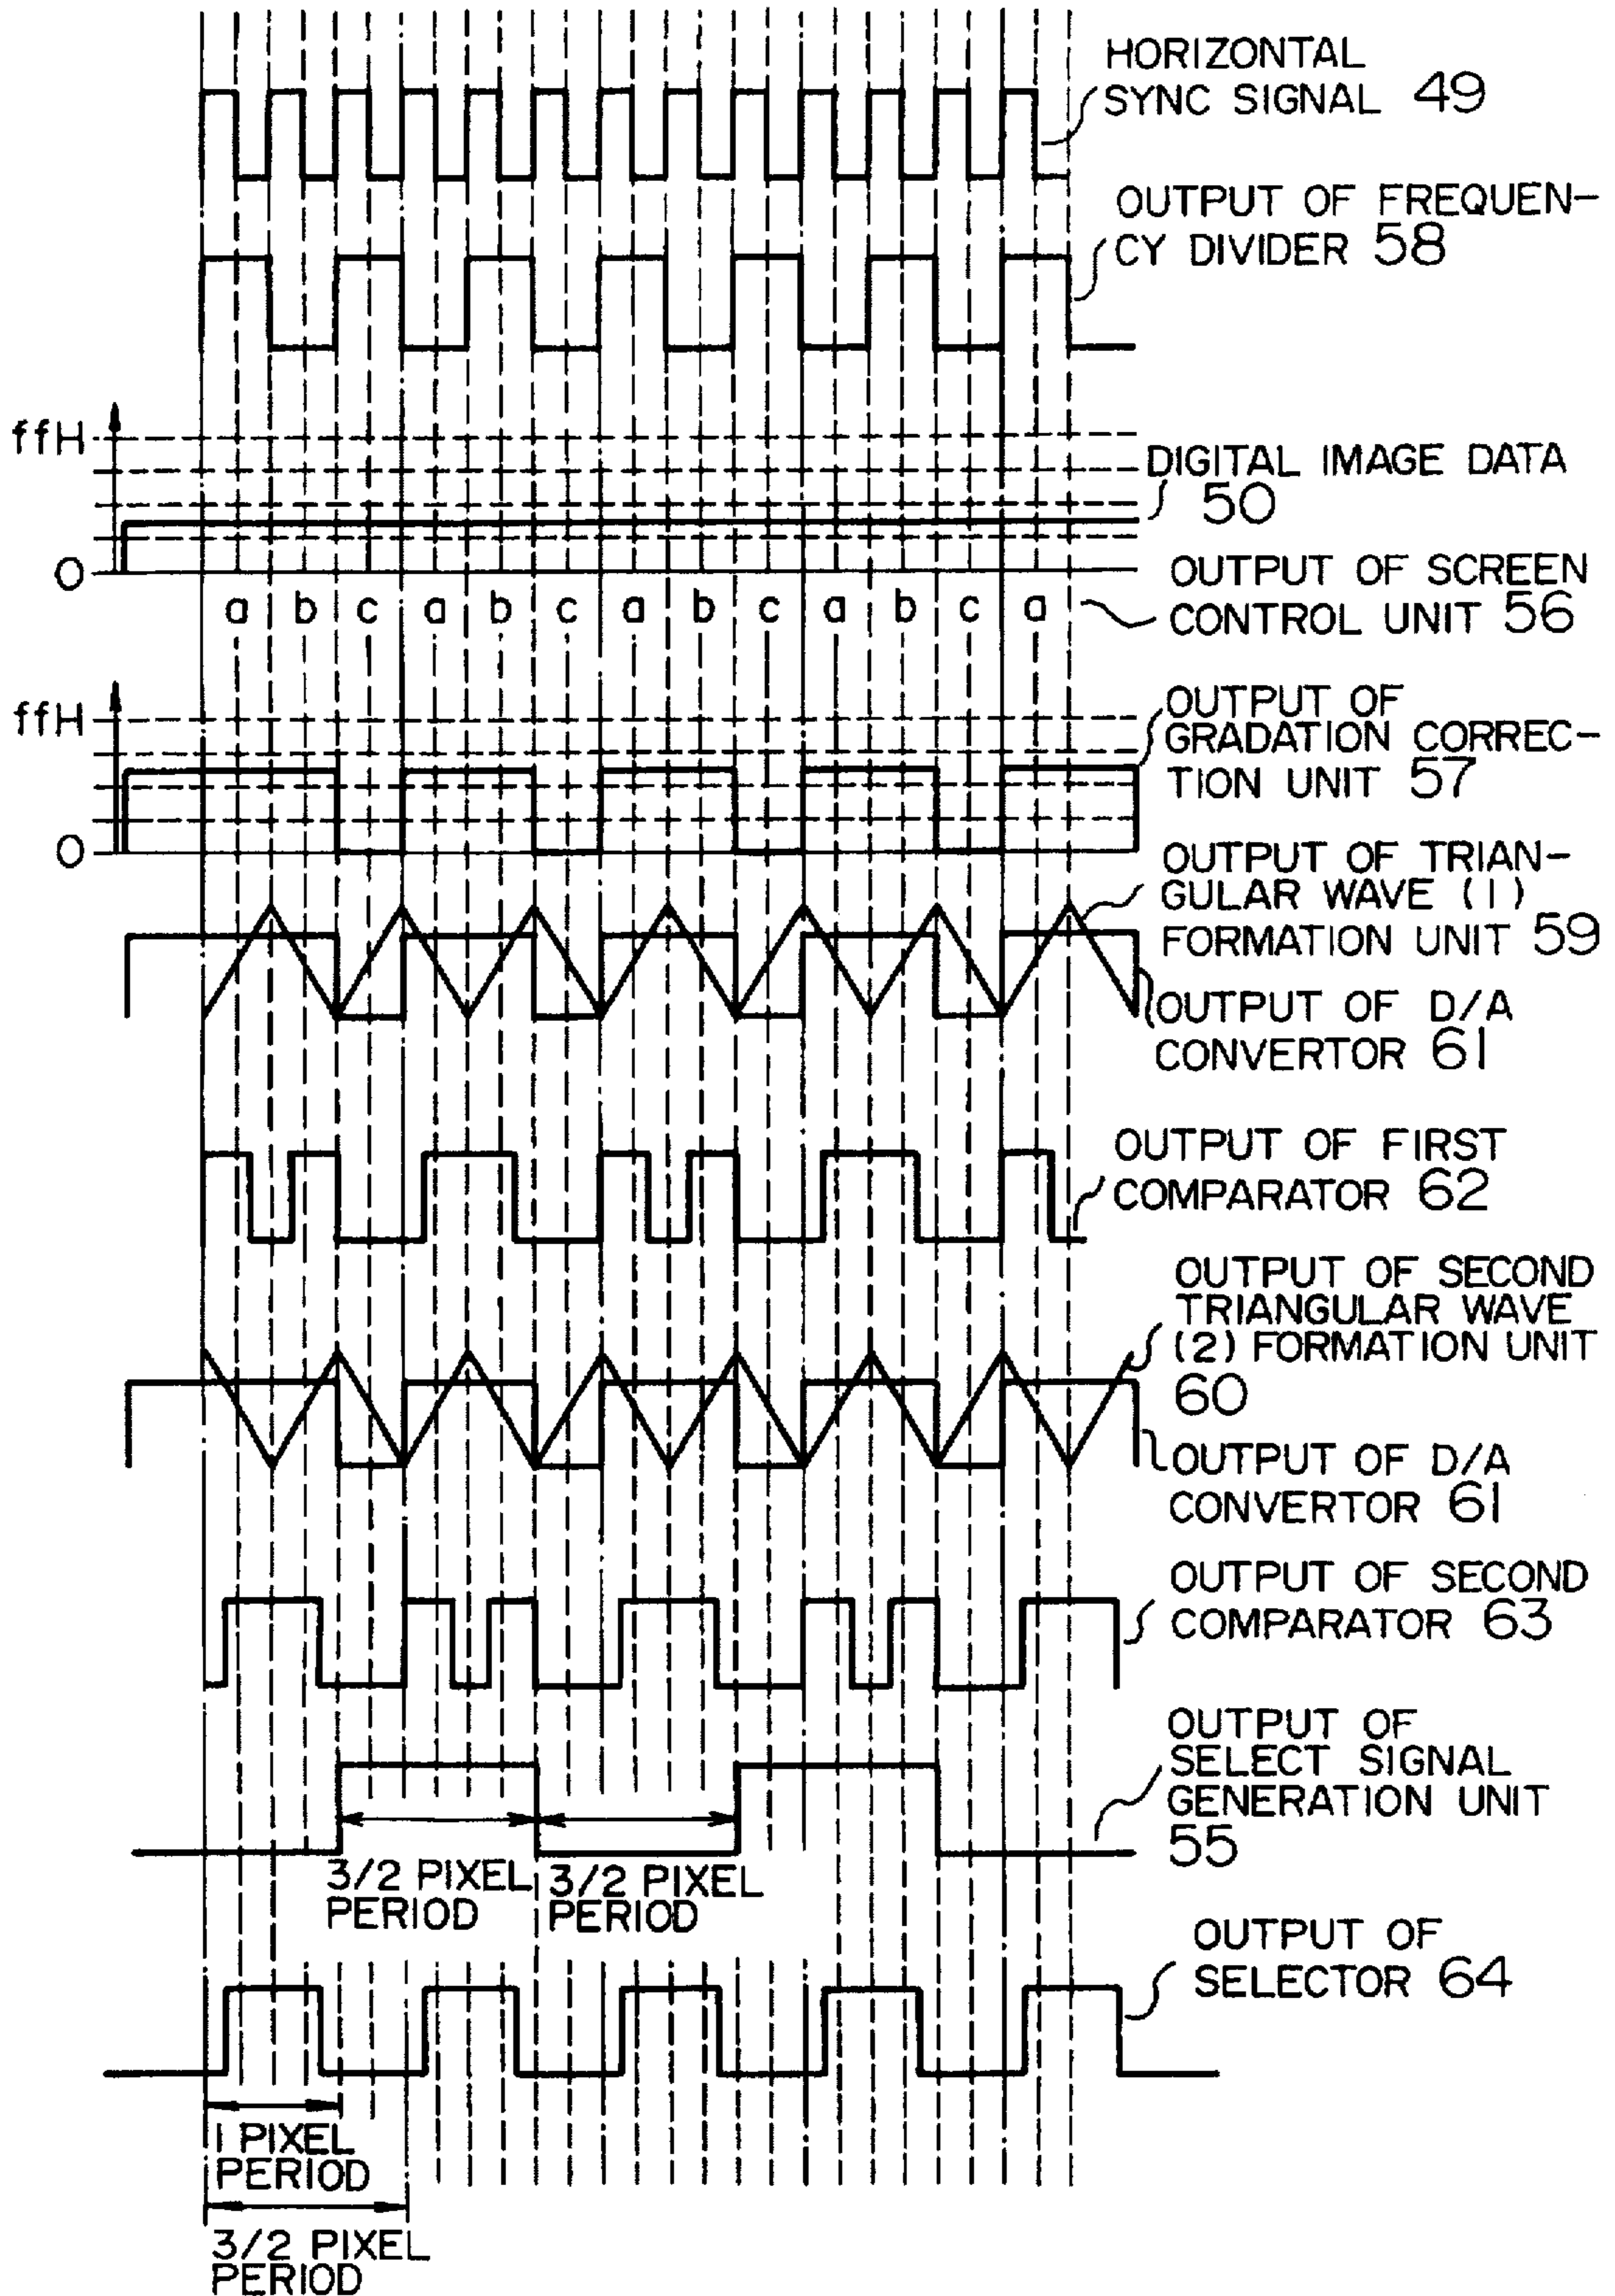 HORIZONTAL
SYNC SIGNAL 49
OUTPUT OF FREQUEN-
CY DIVIDER 58
ffH
DIGITAL IMAGE DATA
50
0
OUTPUT OF SCREEN
a b c a b c a b c a b c a
CONTROL UNIT 56
ffH
OUTPUT OF
GRADATION CORREC-
TION UNIT 57
0
OUTPUT OF TRIAN-
GULAR WAVE (1)
FORMATION UNIT 59
OUTPUT OF D/A
CONVERTOR 61
OUTPUT OF FIRST
COMPARATOR 62
OUTPUT OF SECOND
TRIANGULAR WAVE
(2) FORMATION UNIT
60
OUTPUT OF D/A
CONVERTOR 61
OUTPUT OF SECOND
COMPARATOR 63
OUTPUT OF
SELECT SIGNAL
GENERATION UNIT
55
3/2 PIXEL
PERIOD
3/2 PIXEL
PERIOD
OUTPUT OF
SELECTOR 64
1 PIXEL
PERIOD
3/2 PIXEL
PERIOD